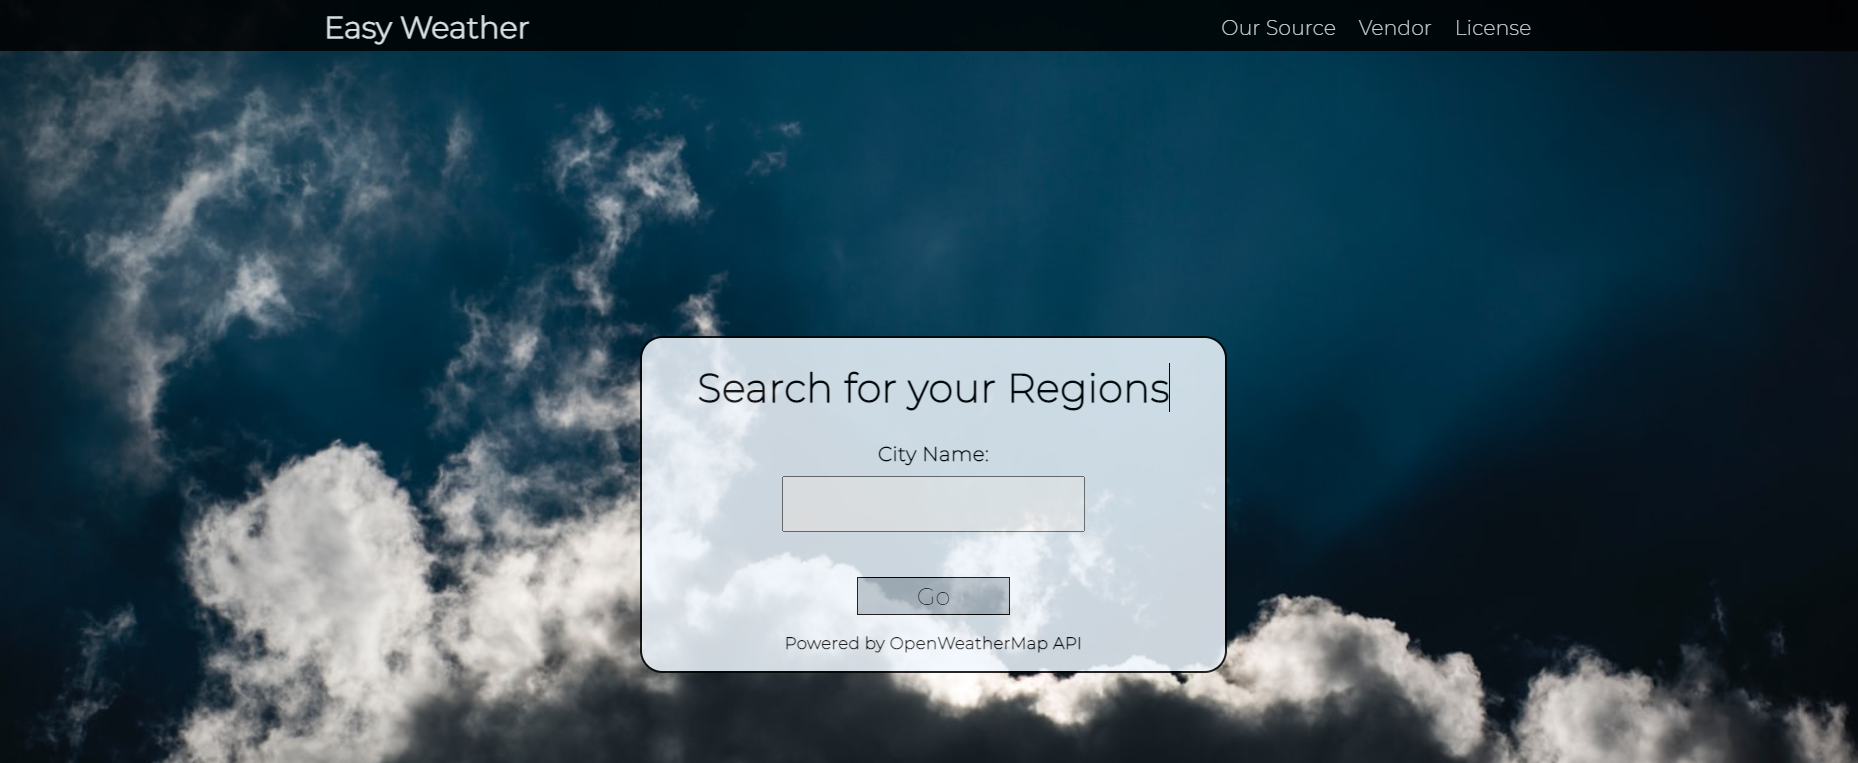 Easy Weather
Our Source Vendor License
Search for your Regions
City Name:
Go
Powered by OpenWeatherMap API